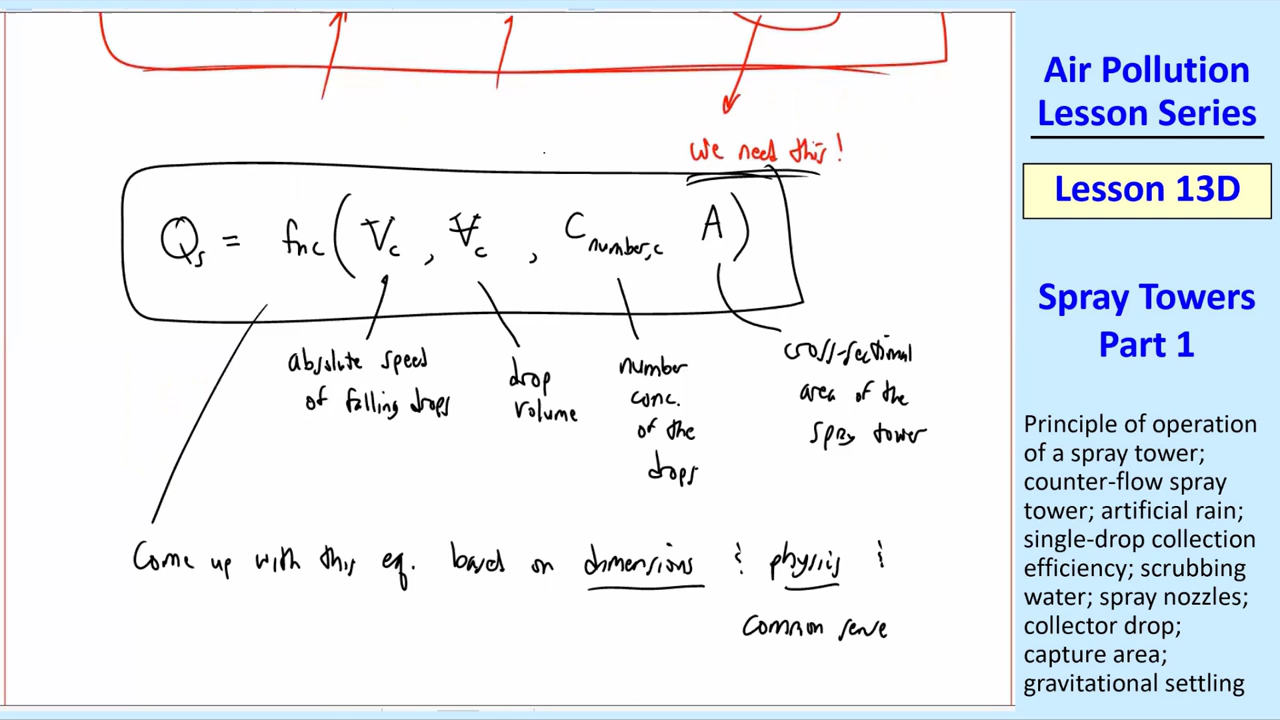 We need this!
Qs = fnc(Vc, V̶c, Cnumber,c A)
absolute speed
of falling drops
drop
volume
number
conc.
of the
drops
cross-sectional
area of the
spray tower
Come up with this eq. based on dimensions & physics &
common sense
Air Pollution
Lesson Series
Lesson 13D
Spray Towers
Part 1
Principle of operation
of a spray tower;
counter-flow spray
tower; artificial rain;
single-drop collection
efficiency; scrubbing
water; spray nozzles;
collector drop;
capture area;
gravitational settling